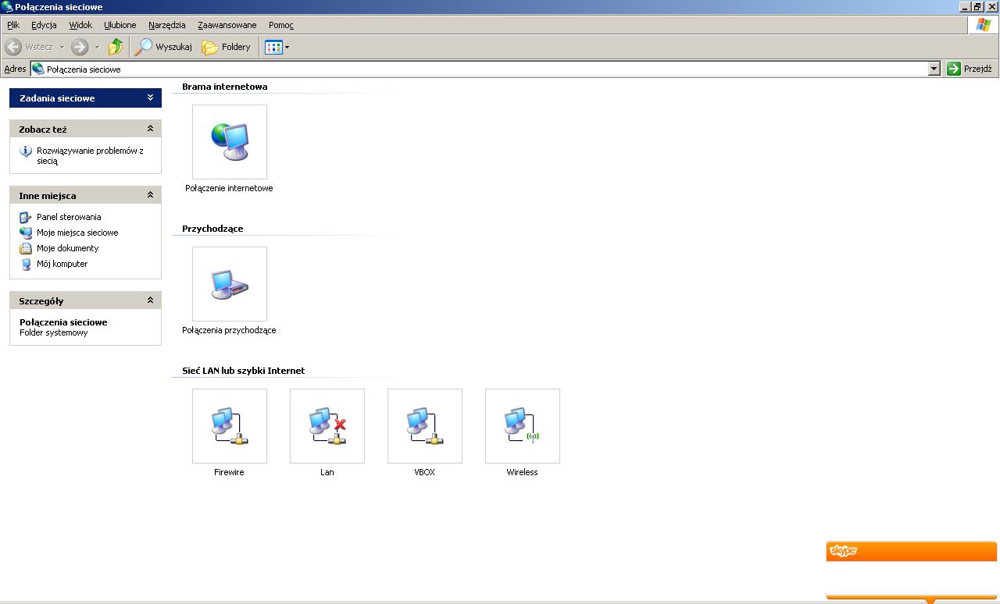 Połączenia sieciowe
Plik Edycja Widok Ulubione Narzędzia Zaawansowane Pomoc
Wstecz Wyszukaj Foldery
Adres Połączenia sieciowe Przejdź
Zadania sieciowe
Zobacz też
Rozwiązywanie problemów z
siecią
Inne miejsca
Panel sterowania
Moje miejsca sieciowe
Moje dokumenty
Mój komputer
Szczegóły
Połączenia sieciowe
Folder systemowy
Brama internetowa
Połączenie internetowe
Przychodzące
Połączenia przychodzące
Sieć LAN lub szybki Internet
Firewire Lan VBOX Wireless
skype